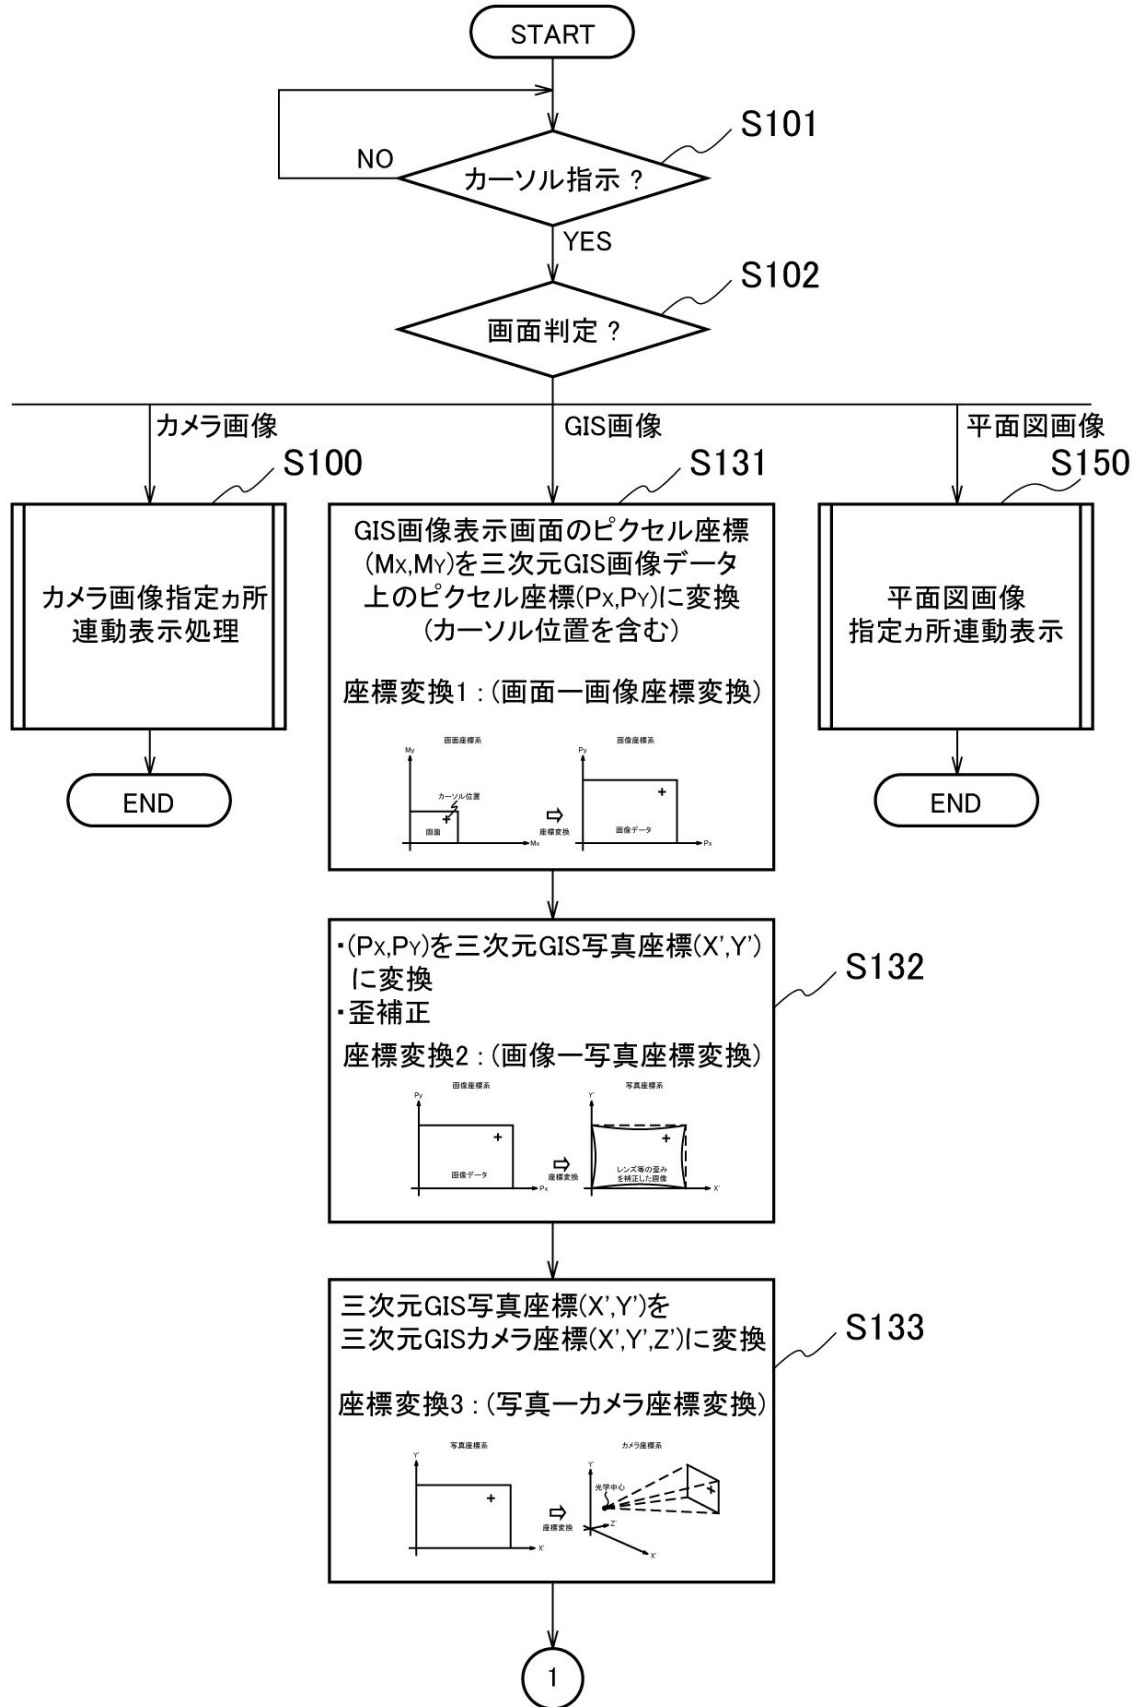 START
S101
NO
カーソル指示？
YES
S102
画面判定？
カメラ画像
GIS画像
平面図画像
S100
S131
S150
カメラ画像指定ヵ所
連動表示処理
END
GIS画像表示画面のピクセル座標
(MX,MY)を三次元GIS画像データ
上のピクセル座標(PX,PY)に変換
(カーソル位置を含む)
座標変換1：(画面ー画像座標変換)
画面座標系
My
カーソル位置
画面
Mx
座標変換
画像座標系
Py
画像データ
Px
平面図画像
指定ヵ所連動表示
END
S132
・(PX,PY)を三次元GIS写真座標(X',Y')
に変換
・歪補正
座標変換2：(画像ー写真座標変換)
画像座標系
Py
画像データ
Px
座標変換
写真座標系
Y'
レンズ等の歪み
を補正した画像
X'
S133
三次元GIS写真座標(X',Y')を
三次元GISカメラ座標(X',Y',Z')に変換
座標変換3：(写真ーカメラ座標変換)
写真座標系
Y'
X'
座標変換
カメラ座標系
Y'
光学中心
Z'
X'
1